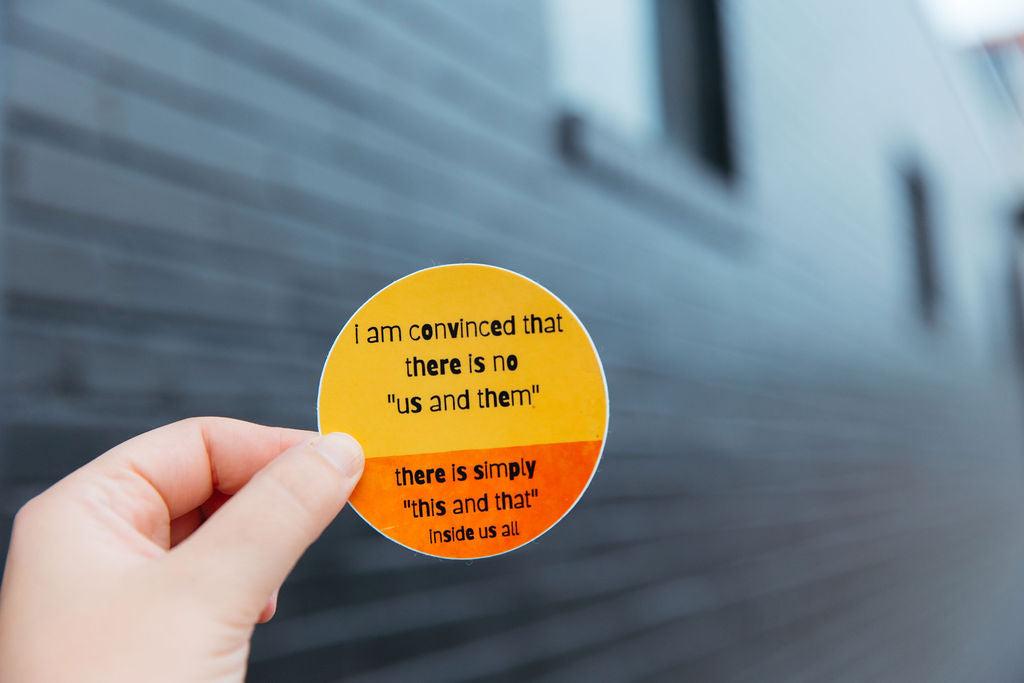 i am convinced that
there is no
"us and them"
there is simply
"this and that"
inside us all